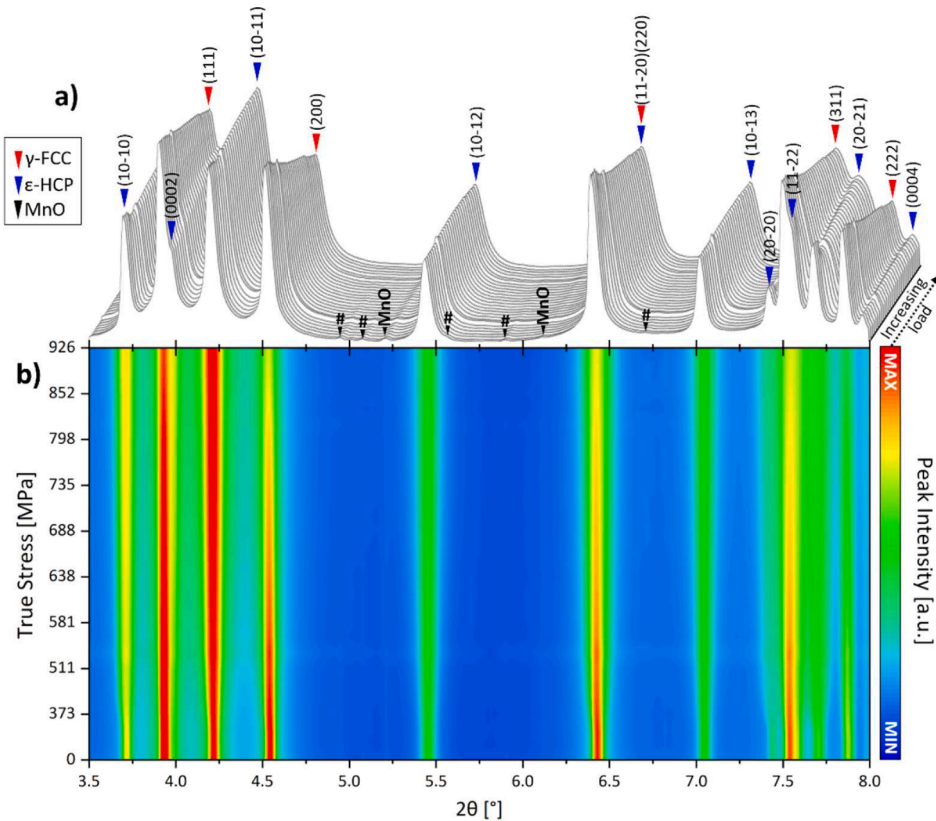 a)
γ-FCC
ε-HCP
MnO
(10-10)
(0002)
(111)
(10-11)
(200)
(10-12)
(11-20)(220)
(10-13)
(20-20)
(11-22)
(311)
(20-21)
(222)
(0004)
#
#
MnO
#
#
MnO
#
Increasing
load
b)
926
852
798
735
688
638
581
511
373
0
True Stress [MPa]
3.5 4.0 4.5 5.0 5.5 6.0 6.5 7.0 7.5 8.0
2θ [°]
MAX
MIN
Peak Intensity [a.u.]